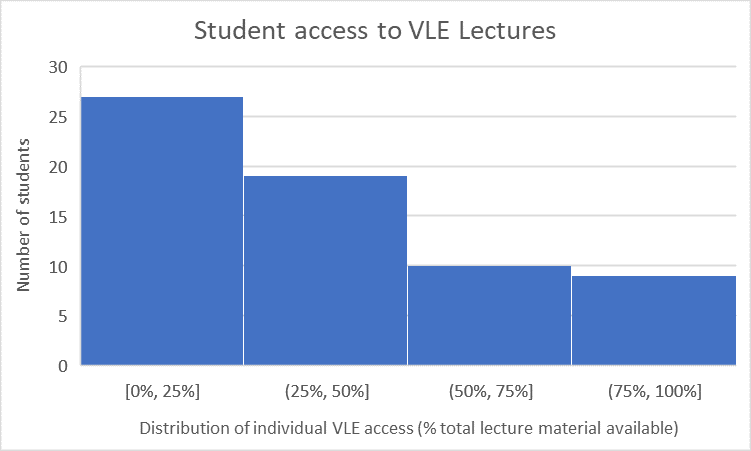 Student access to VLE Lectures
Number of students
30
25
20
15
10
5
0
[0%, 25%] (25%, 50%] (50%, 75%] (75%, 100%]
Distribution of individual VLE access (% total lecture material available)